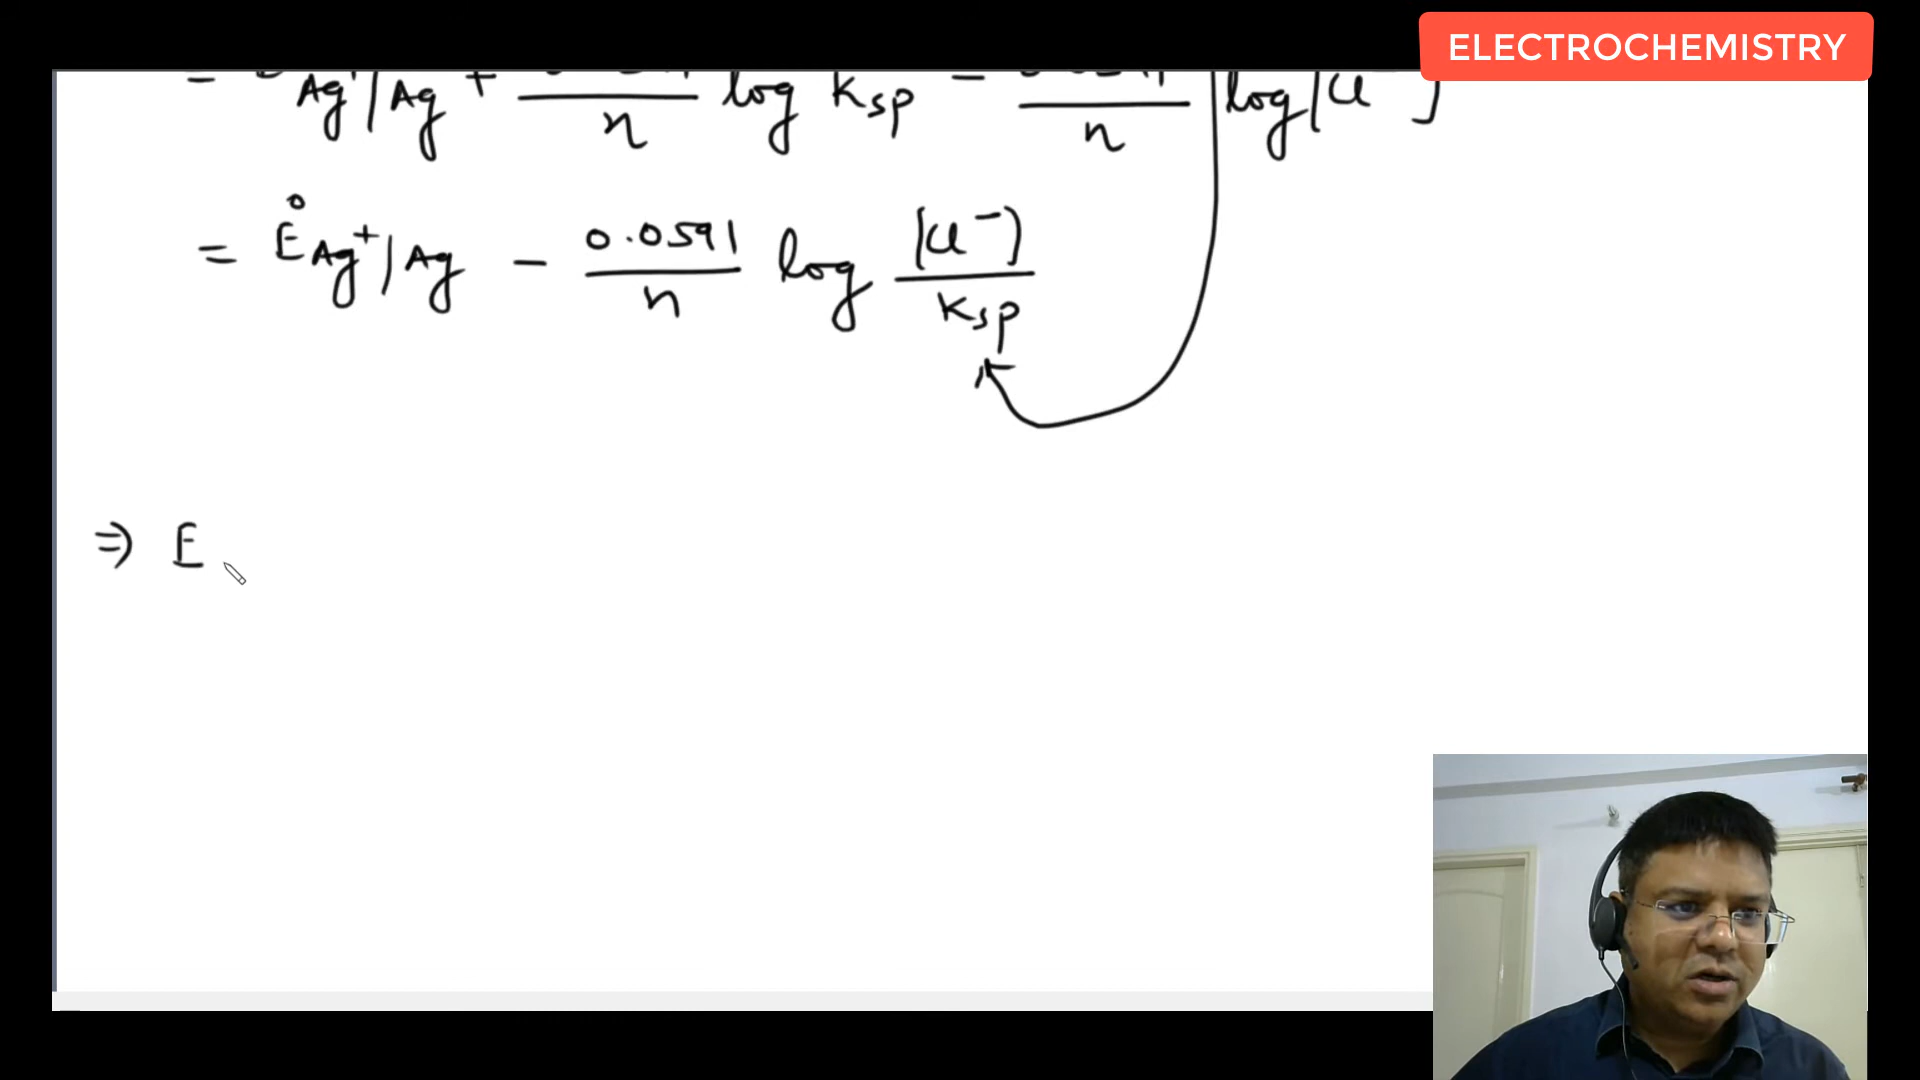 ELECTROCHEMISTRY
= Ag+/Ag + /n log Ksp - /n log[Cl-]
= E°Ag+/Ag - 0.0591/n log [Cl-]/Ksp
⇒ E